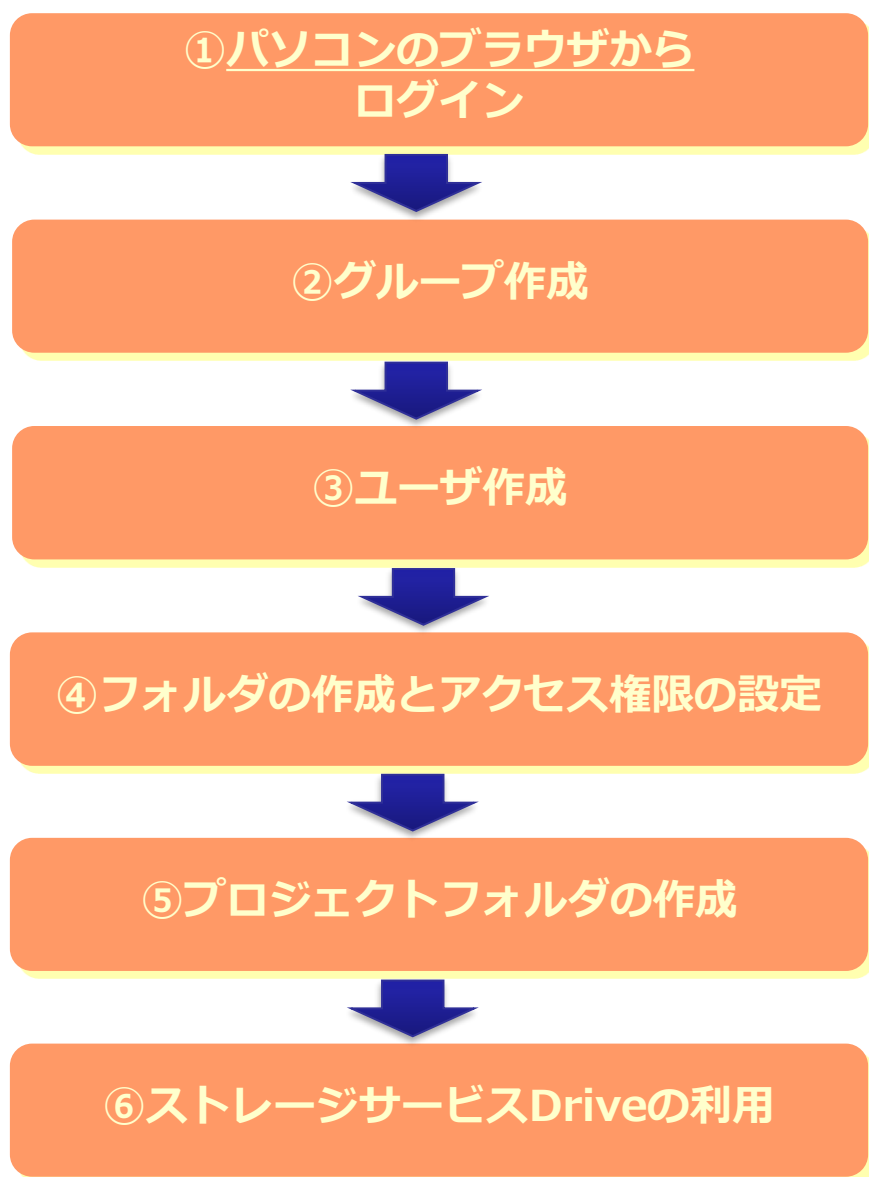 ①パソコンのブラウザから
ログイン
②グループ作成
③ユーザ作成
④フォルダの作成とアクセス権限の設定
⑤プロジェクトフォルダの作成
⑥ストレージサービスDriveの利用